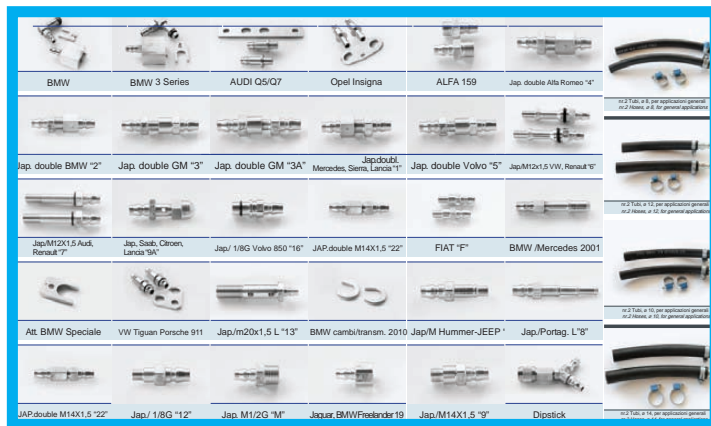 BMW
BMW 3 Series
AUDI Q5/Q7
Opel Insigna
ALFA 159
Jap. double Alfa Romeo "4"
nr.2 Tubi, ø 8, per applicazioni generali
nr.2 Hoses, ø 8, for general applications
Jap. double BMW "2"
Jap. double GM "3"
Jap. double GM "3A"
Jap.doubl.
Mercedes, Sierra, Lancia "1"
Jap. double Volvo "5"
Jap/M12x1,5 VW, Renault "6"
nr.2 Tubi, ø 12, per applicazioni generali
nr.2 Hoses, ø 12, for general applications
Jap/M12X1,5 Audi,
Renault "7"
Jap, Saab, Citroen,
Lancia "9A"
Jap/ 1/8G Volvo 850 "16"
JAP.double M14X1,5 "22"
FIAT "F"
BMW /Mercedes 2001
nr.2 Tubi, ø 10, per applicazioni generali
nr.2 Hoses, ø 10, for general applications
Att. BMW Speciale
VW Tiguan Porsche 911
Jap./m20x1,5 L "13"
BMW cambi/transm. 2010
Jap/M Hummer-JEEP "
Jap./Portag. L"8"
JAP.double M14X1,5 "22"
Jap./ 1/8G "12"
Jap. M1/2G "M"
Jaguar, BMW Freelander 19
Jap./M14X1,5 "9"
Dipstick
nr.2 Tubi, ø 14, per applicazioni generali